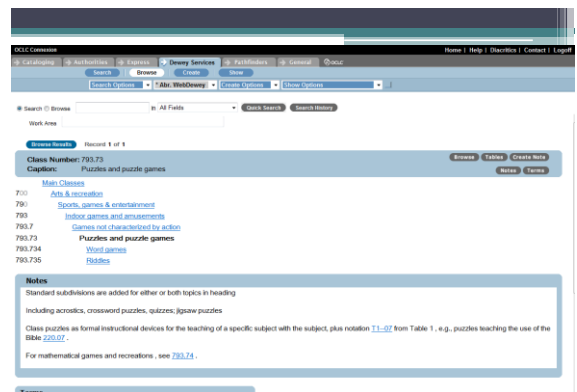 OCLC Connexion
Home | Help | Diacritics | Contact | Logoff
Cataloging Authorities Express Dewey Services Pathfinders General OCLC
Search Browse Create Show
Search Options *Abr. WebDewey Create Options Show Options
Search Browse in All Fields Quick Search Search History
Work Area
Browse Results Record 1 of 1
Class Number: 793.73 Browse Tables Create Note
Caption: Puzzles and puzzle games Notes Terms
Main Classes
700 Arts & recreation
790 Sports, games & entertainment
793 Indoor games and amusements
793.7 Games not characterized by action
793.73 Puzzles and puzzle games
793.734 Word games
793.735 Riddles
Notes
Standard subdivisions are added for either or both topics in heading
Including acrostics, crossword puzzles, quizzes; jigsaw puzzles
Class puzzles as formal instructional devices for the teaching of a specific subject with the subject, plus notation T1--07 from Table 1 , e.g., puzzles teaching the use of the
Bible 220.07 .
For mathematical games and recreations , see 793.74 .
Terms